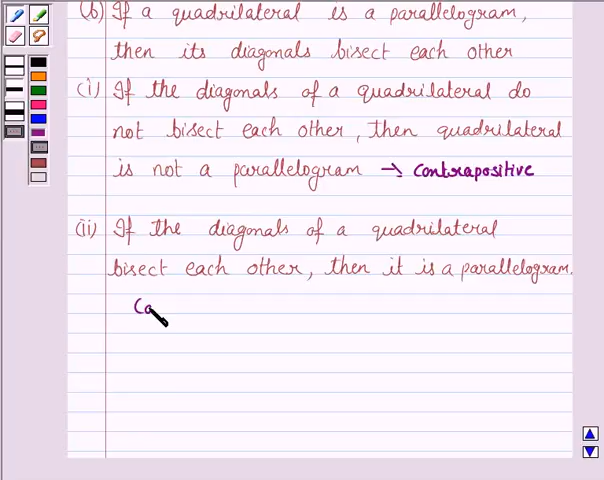 (b) If a quadrilateral is a parallelogram,
then its diagonals bisect each other
(i) If the diagonals of a quadrilateral do
not bisect each other, then quadrilateral
is not a parallelogram → Contrapositive
(ii) If the diagonals of a quadrilateral
bisect each other, then it is a parallelogram.
Co